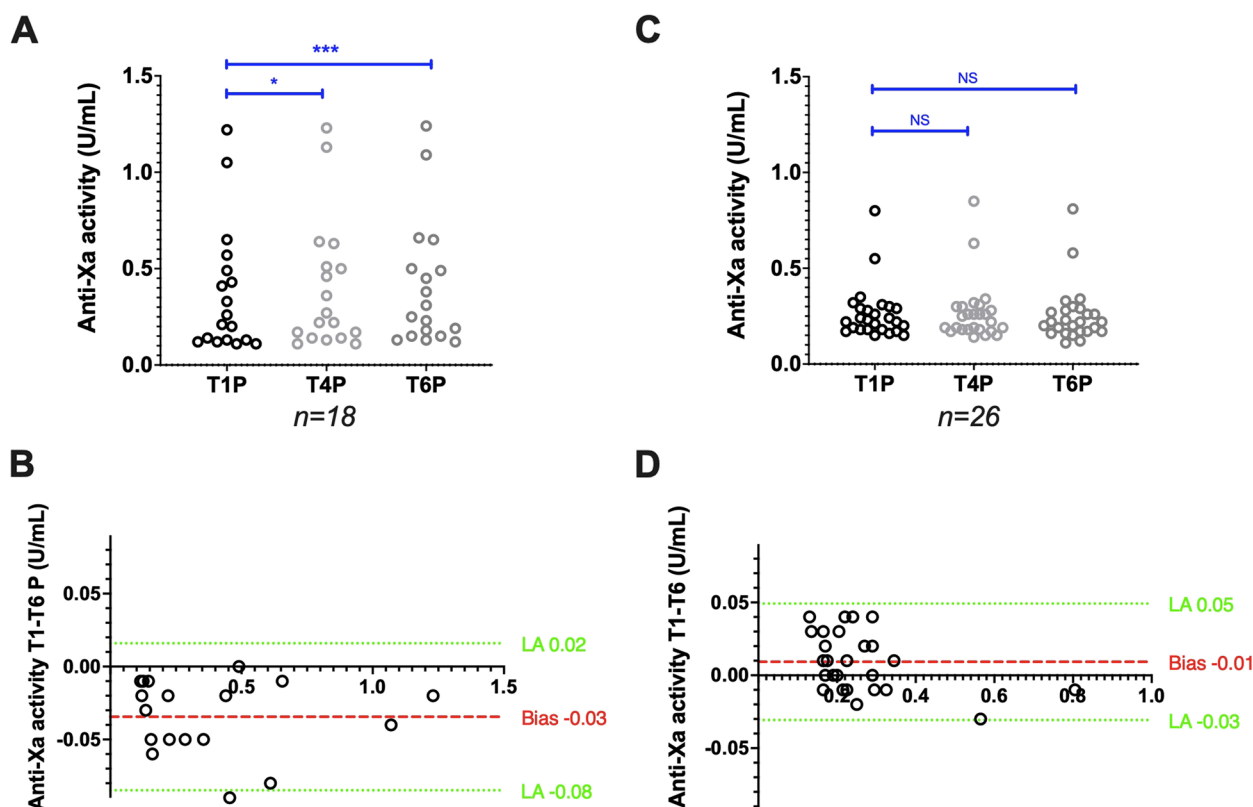 A
***
*
1.5
1.0
0.5
0.0
Anti-Xa activity (U/mL)
T1P T4P T6P
n=18
C
NS
NS
1.5
1.0
0.5
0.0
Anti-Xa activity (U/mL)
T1P T4P T6P
n=26
B
Anti-Xa activity T1-T6 P (U/mL)
0.05
0.00
-0.05
0.5 1.0 1.5
LA 0.02
Bias -0.03
LA -0.08
D
Anti-Xa activity T1-T6 (U/mL)
0.05
0.00
-0.05
0.2 0.4 0.6 0.8 1.0
LA 0.05
Bias -0.01
LA -0.03